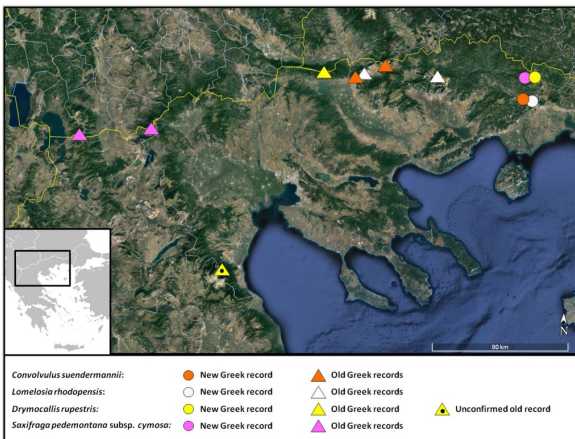 N
90 km
Convolvulus suendermannii: New Greek record Old Greek records
Lomelosia rhodopensis: New Greek record Old Greek records
Drymocallis rupestris: New Greek record Old Greek records Unconfirmed old record
Saxifraga pedemontana subsp. cymosa: New Greek record Old Greek records